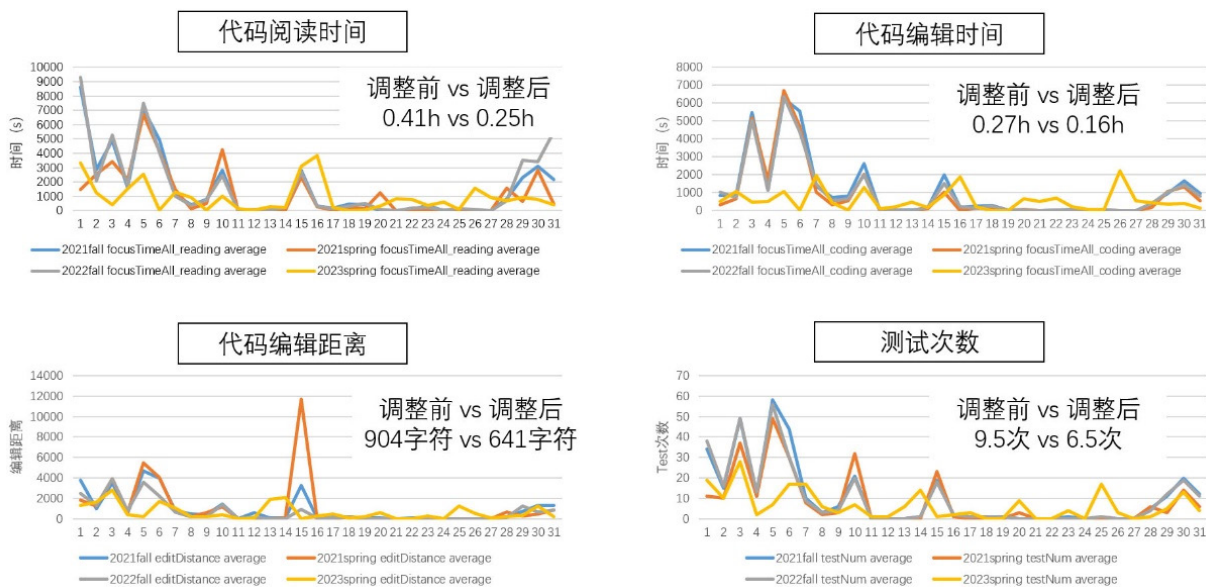 代码阅读时间
调整前 vs 调整后
0.41h vs 0.25h
时间（s）
10000
9000
8000
7000
6000
5000
4000
3000
2000
1000
0
1 2 3 4 5 6 7 8 9 10 11 12 13 14 15 16 17 18 19 20 21 22 23 24 25 26 27 28 29 30 31
2021fall focusTimeAll_reading average 2021spring focusTimeAll_reading average
2022fall focusTimeAll_reading average 2023spring focusTimeAll_reading average
代码编辑时间
调整前 vs 调整后
0.27h vs 0.16h
时间（s）
8000
7000
6000
5000
4000
3000
2000
1000
0
1 2 3 4 5 6 7 8 9 10 11 12 13 14 15 16 17 18 19 20 21 22 23 24 25 26 27 28 29 30 31
2021fall focusTimeAll_coding average 2021spring focusTimeAll_coding average
2022fall focusTimeAll_coding average 2023spring focusTimeAll_coding average
代码编辑距离
调整前 vs 调整后
904字符 vs 641字符
编辑距离
14000
12000
10000
8000
6000
4000
2000
0
1 2 3 4 5 6 7 8 9 10 11 12 13 14 15 16 17 18 19 20 21 22 23 24 25 26 27 28 29 30 31
2021fall editDistance average 2021spring editDistance average
2022fall editDistance average 2023spring editDistance average
测试次数
调整前 vs 调整后
9.5次 vs 6.5次
Test次数
70
60
50
40
30
20
10
0
1 2 3 4 5 6 7 8 9 10 11 12 13 14 15 16 17 18 19 20 21 22 23 24 25 26 27 28 29 30 31
2021fall testNum average 2021spring testNum average
2022fall testNum average 2023spring testNum average